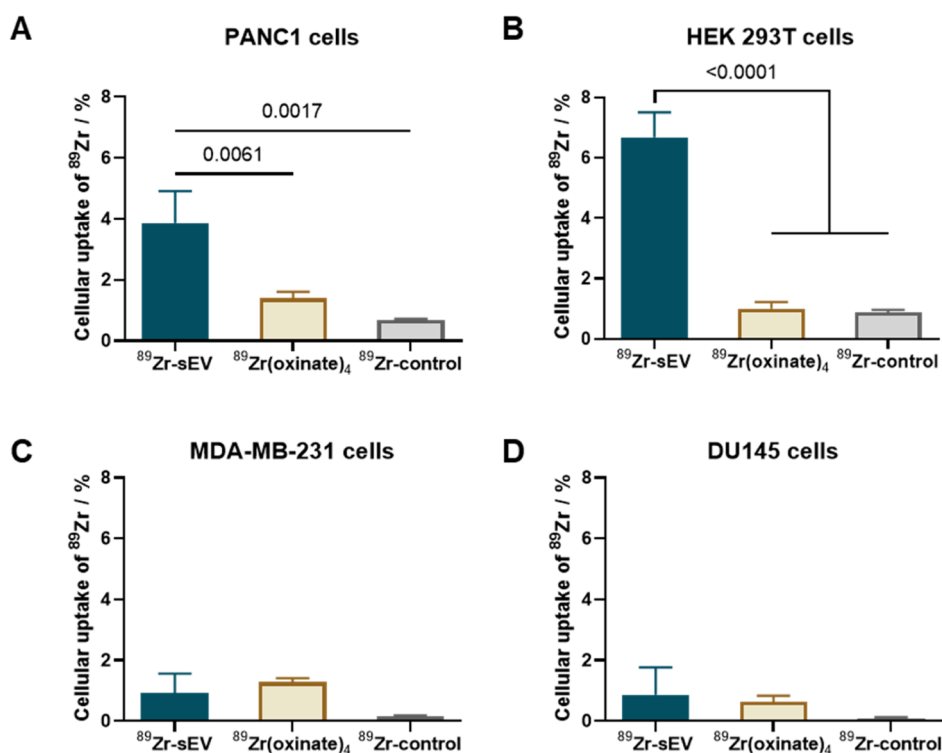 A
PANC1 cells
Cellular uptake of ⁸⁹Zr / %
8
6
4
2
0
0.0017
0.0061
⁸⁹Zr-sEV
⁸⁹Zr(oxinate)₄
⁸⁹Zr-control
B
HEK 293T cells
Cellular uptake of ⁸⁹Zr / %
8
6
4
2
0
<0.0001
⁸⁹Zr-sEV
⁸⁹Zr(oxinate)₄
⁸⁹Zr-control
C
MDA-MB-231 cells
Cellular uptake of ⁸⁹Zr / %
8
6
4
2
0
⁸⁹Zr-sEV
⁸⁹Zr(oxinate)₄
⁸⁹Zr-control
D
DU145 cells
Cellular uptake of ⁸⁹Zr / %
8
6
4
2
0
⁸⁹Zr-sEV
⁸⁹Zr(oxinate)₄
⁸⁹Zr-control